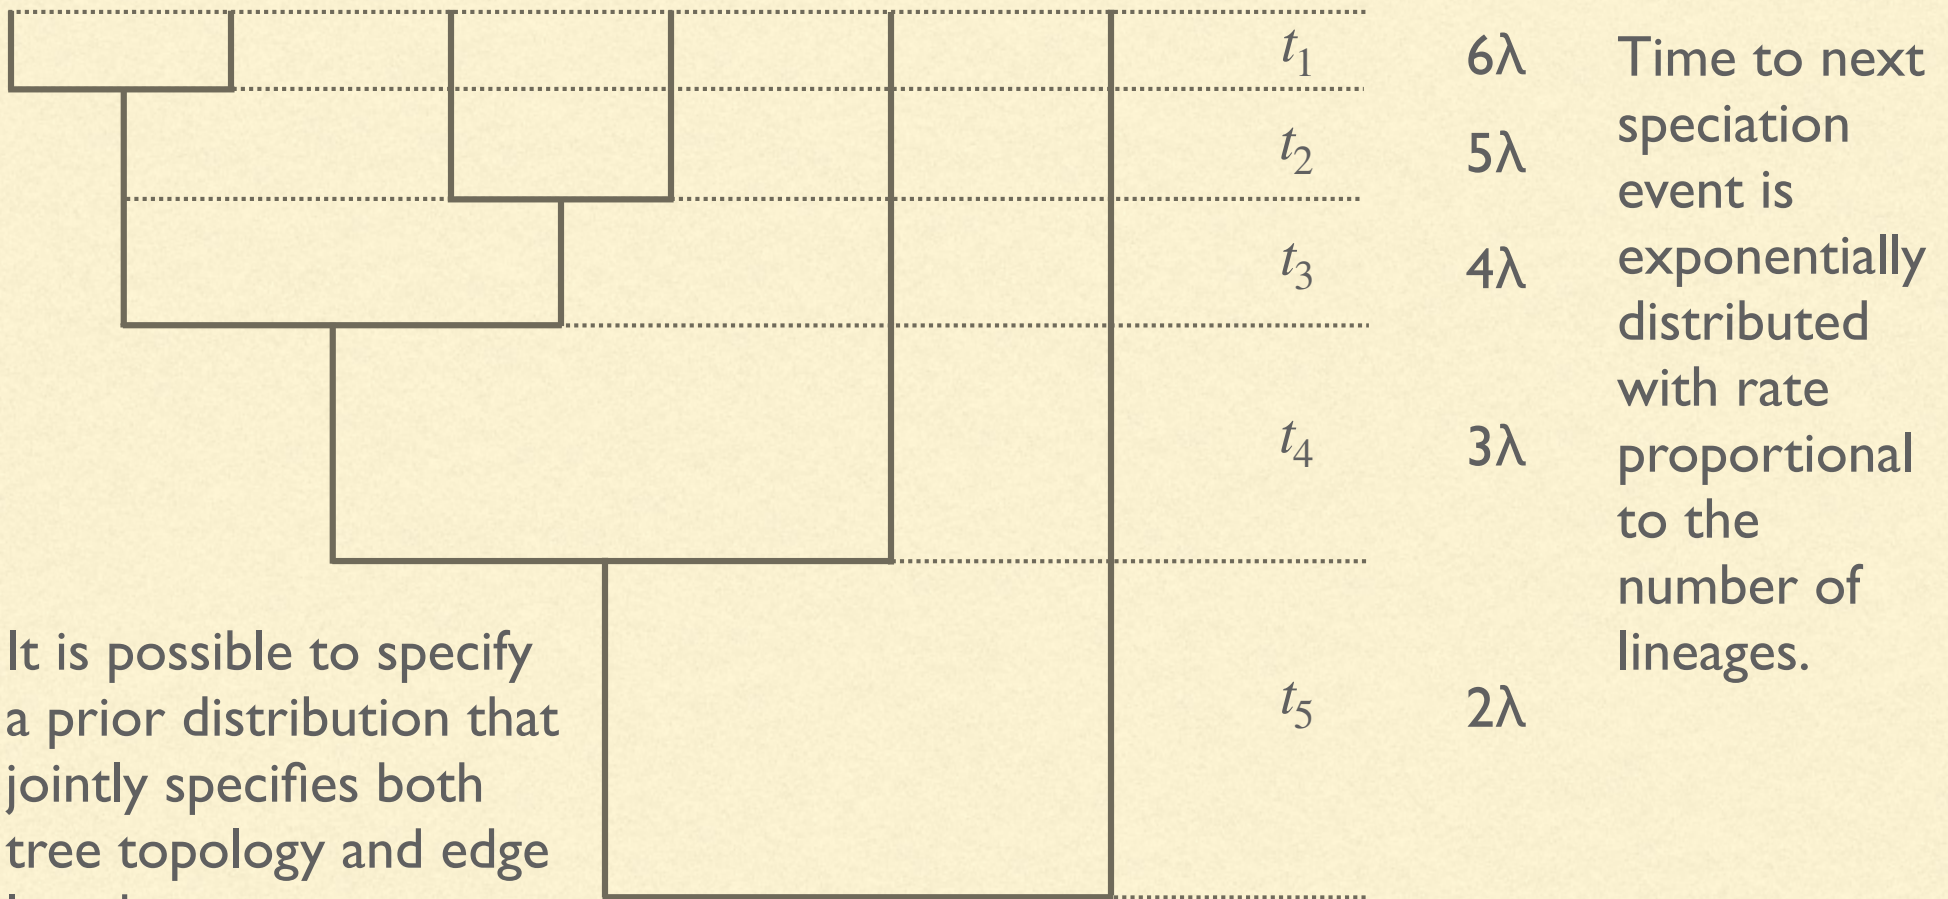 t₁ 6λ
t₂ 5λ
t₃ 4λ
t₄ 3λ
t₅ 2λ
Time to next
speciation
event is
exponentially
distributed
with rate
proportional
to the
number of
lineages.
It is possible to specify
a prior distribution that
jointly specifies both
tree topology and edge